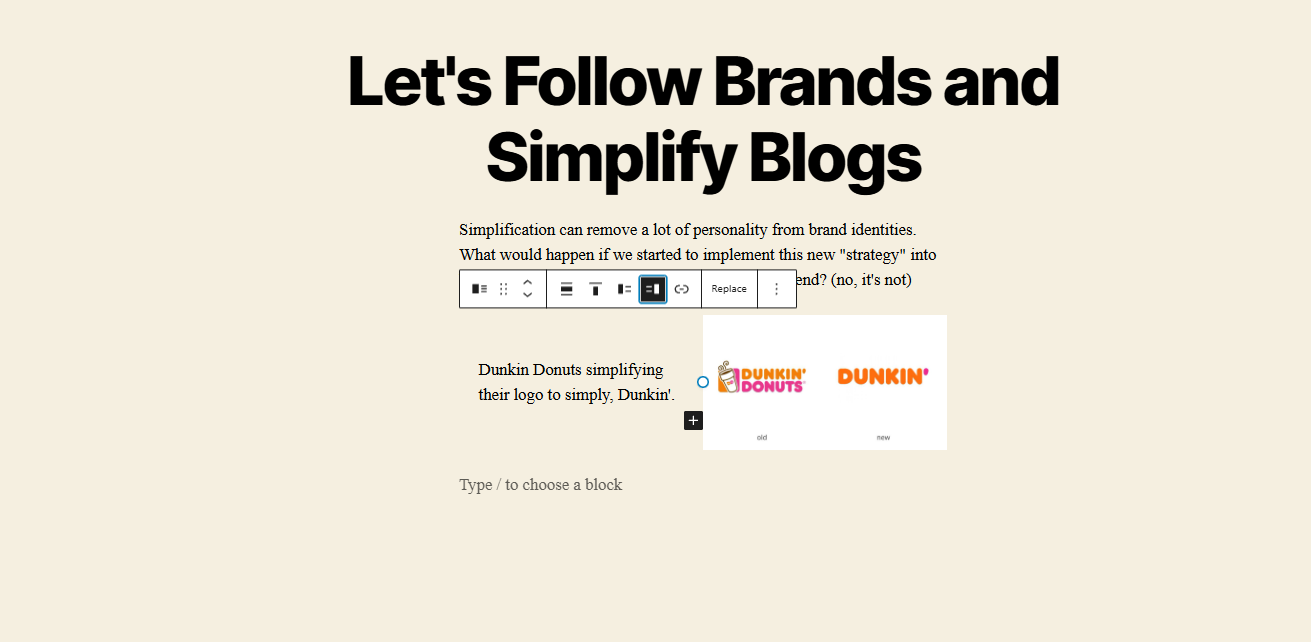 Let's Follow Brands and
Simplify Blogs
Simplification can remove a lot of personality from brand identities.
What would happen if we started to implement this new "strategy" into
end? (no, it's not)
Replace
Dunkin Donuts simplifying
their logo to simply, Dunkin'.
DUNKIN'
DONUTS
DUNKIN'
old
new
Type / to choose a block